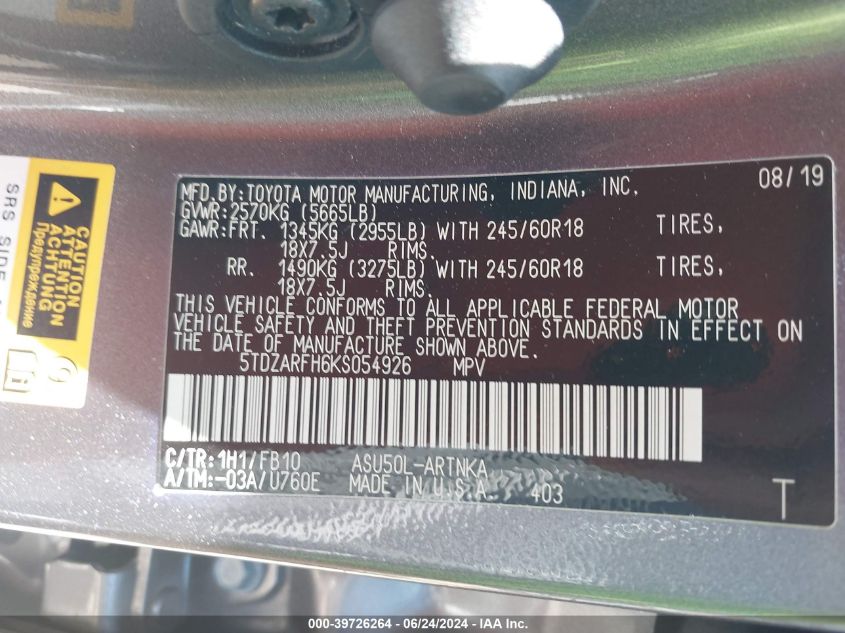 MFD.BY:TOYOTA MOTOR MANUFACTURING, INDIANA, INC. 08/19
GVWR:2570KG (5665LB)
GAWR:FRT. 1345KG (2955LB) WITH 245/60R18 TIRES,
18X7.5J RIMS.
RR. 1490KG (3275LB) WITH 245/60R18 TIRES,
18X7.5J RIMS.
THIS VEHICLE CONFORMS TO ALL APPLICABLE FEDERAL MOTOR
VEHICLE SAFETY AND THEFT PREVENTION STANDARDS IN EFFECT ON
THE DATE OF MANUFACTURE SHOWN ABOVE.
5TDZARFH6KS054926 MPV
C/TR:1H1/FB10 ASU50L-ARTNKA
A/TM:-03A/U760E MADE IN U.S.A. 403 T
SRS SIDE
CAUTION
ATTENTION
ACHTUNG
Предупреждение
000-39726264 - 06/24/2024 - IAA Inc.